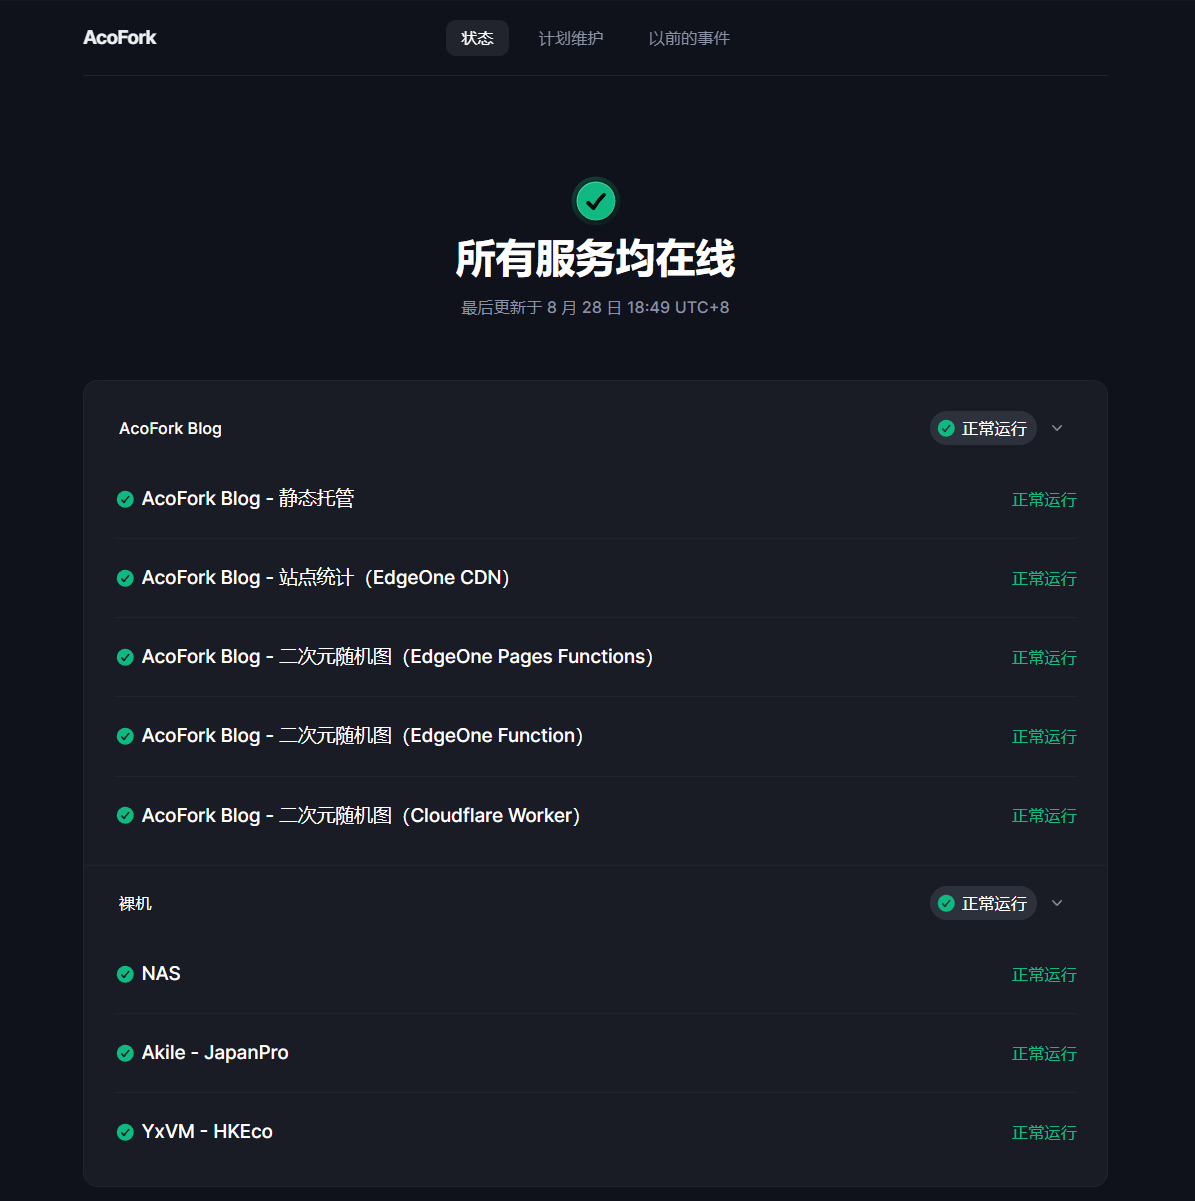 AcoFork
状态
计划维护
以前的事件
所有服务均在线
最后更新于 8 月 28 日 18:49 UTC+8
AcoFork Blog
正常运行
AcoFork Blog - 静态托管
正常运行
AcoFork Blog - 站点统计（EdgeOne CDN）
正常运行
AcoFork Blog - 二次元随机图（EdgeOne Pages Functions）
正常运行
AcoFork Blog - 二次元随机图（EdgeOne Function）
正常运行
AcoFork Blog - 二次元随机图（Cloudflare Worker）
正常运行
裸机
正常运行
NAS
正常运行
Akile - JapanPro
正常运行
YxVM - HKEco
正常运行